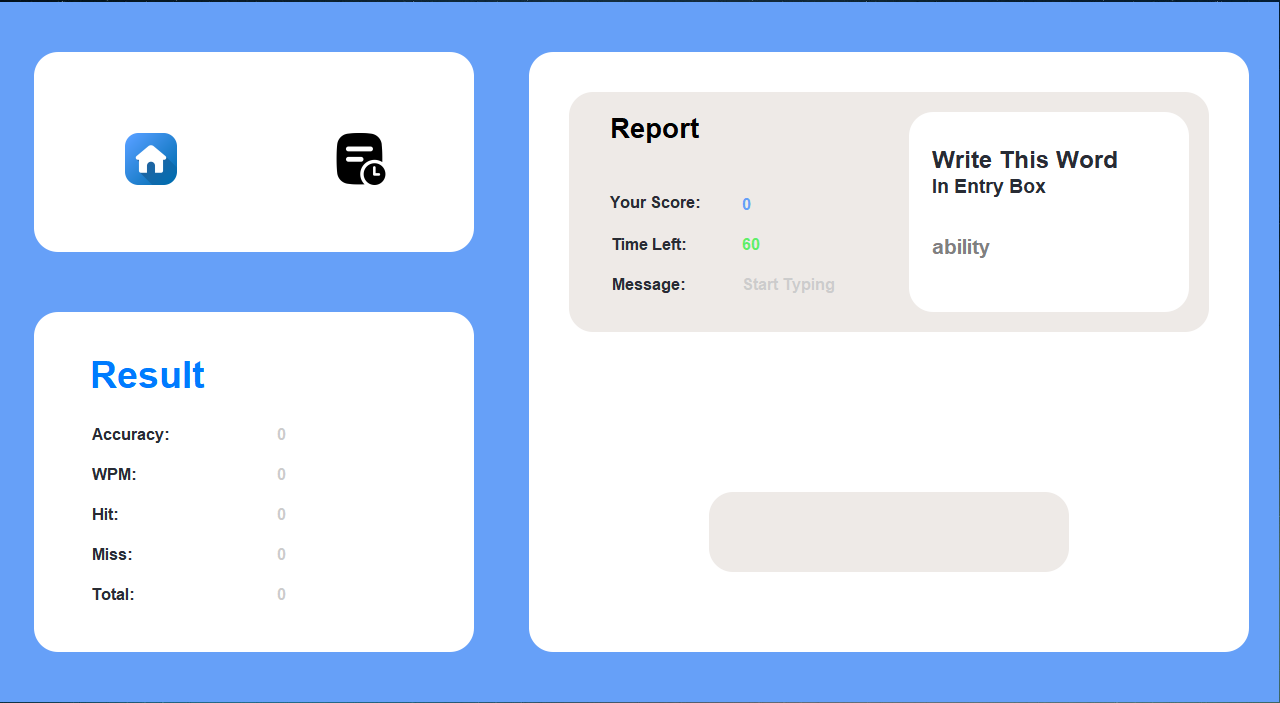 Result
Accuracy: 0
WPM: 0
Hit: 0
Miss: 0
Total: 0
Report
Your Score: 0
Time Left: 60
Message: Start Typing
Write This Word
In Entry Box
ability